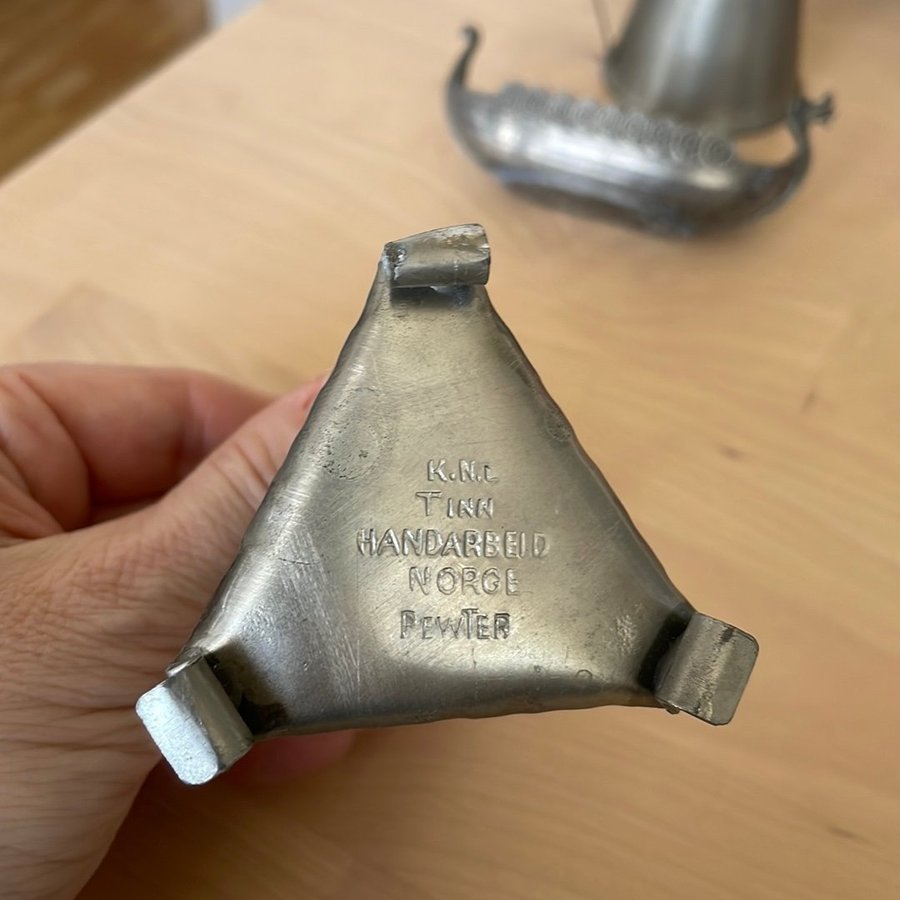 K.N.L
TINN
HANDARBEID
NORGE
PEWTER